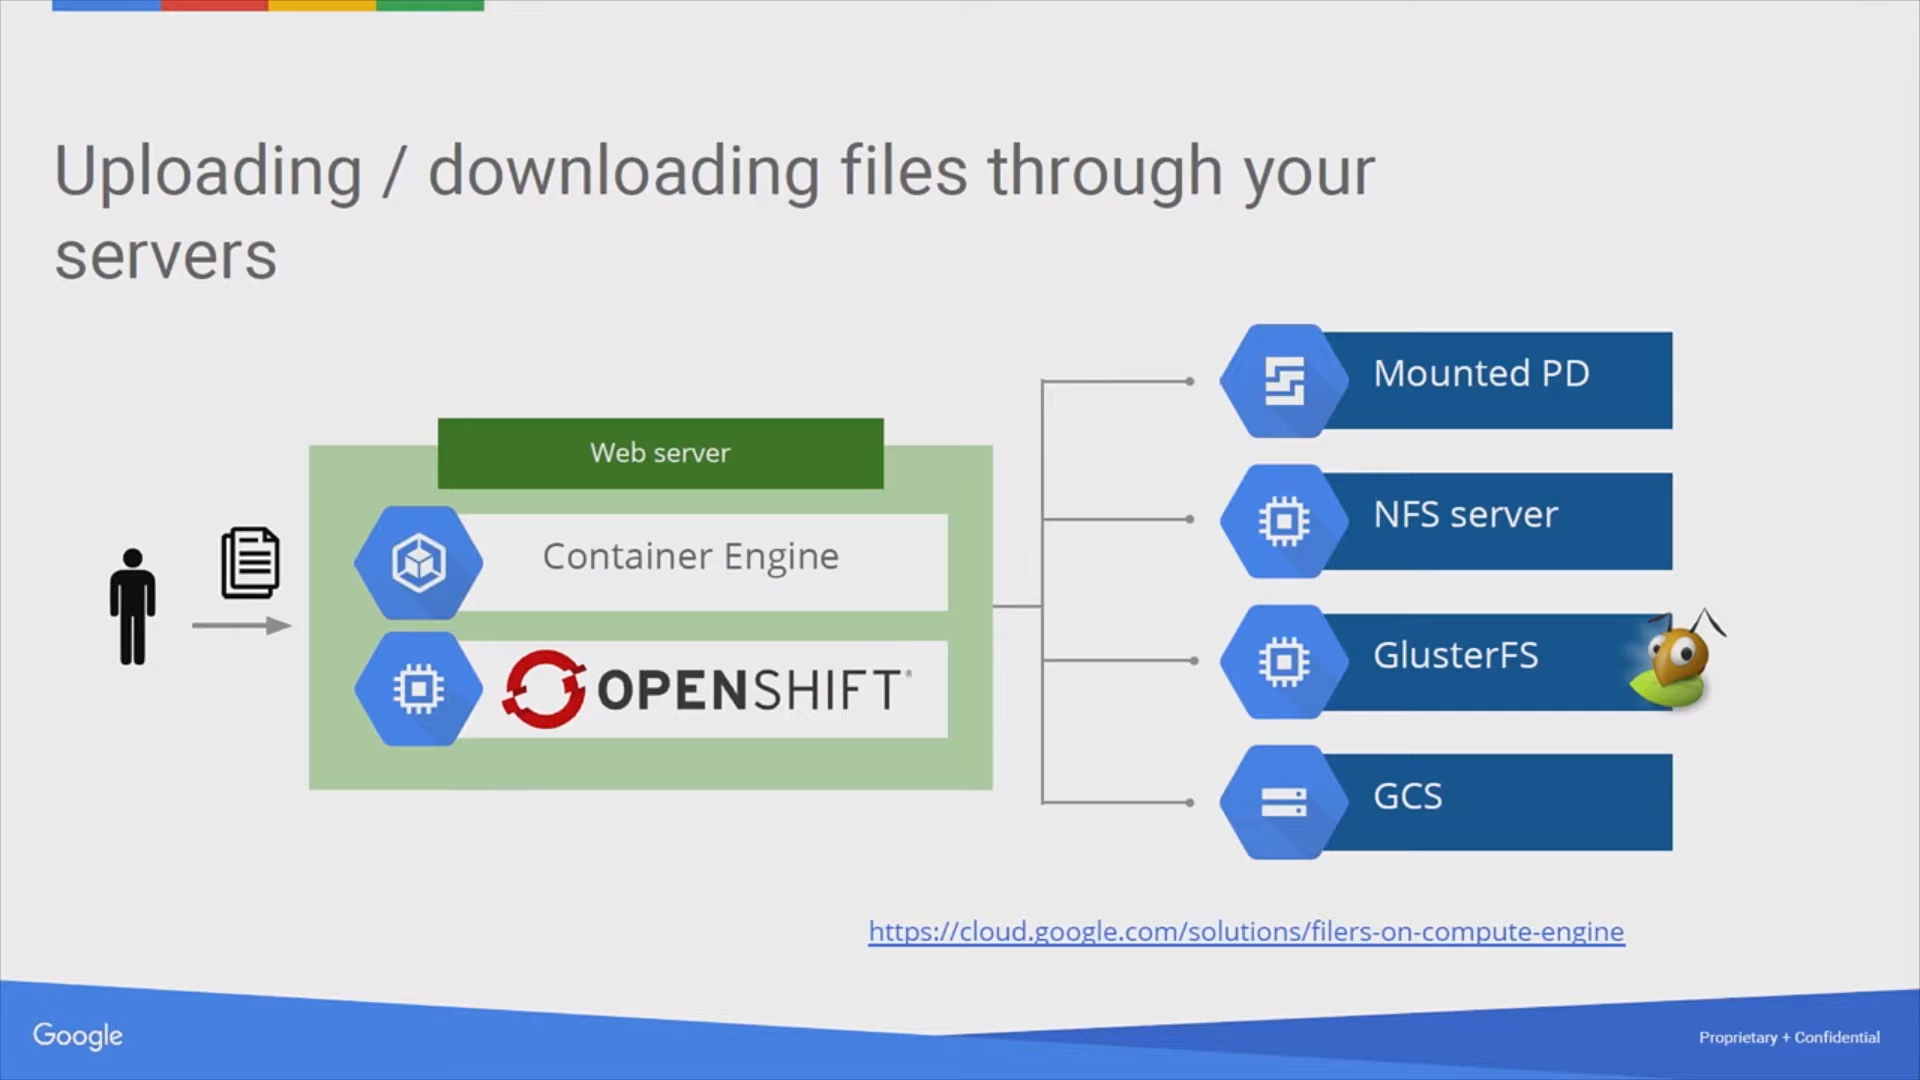 Uploading / downloading files through your
servers
Web server
Container Engine
OPENSHIFT
Mounted PD
NFS server
GlusterFS
GCS
https://cloud.google.com/solutions/filers-on-compute-engine
Google
Proprietary + Confidential